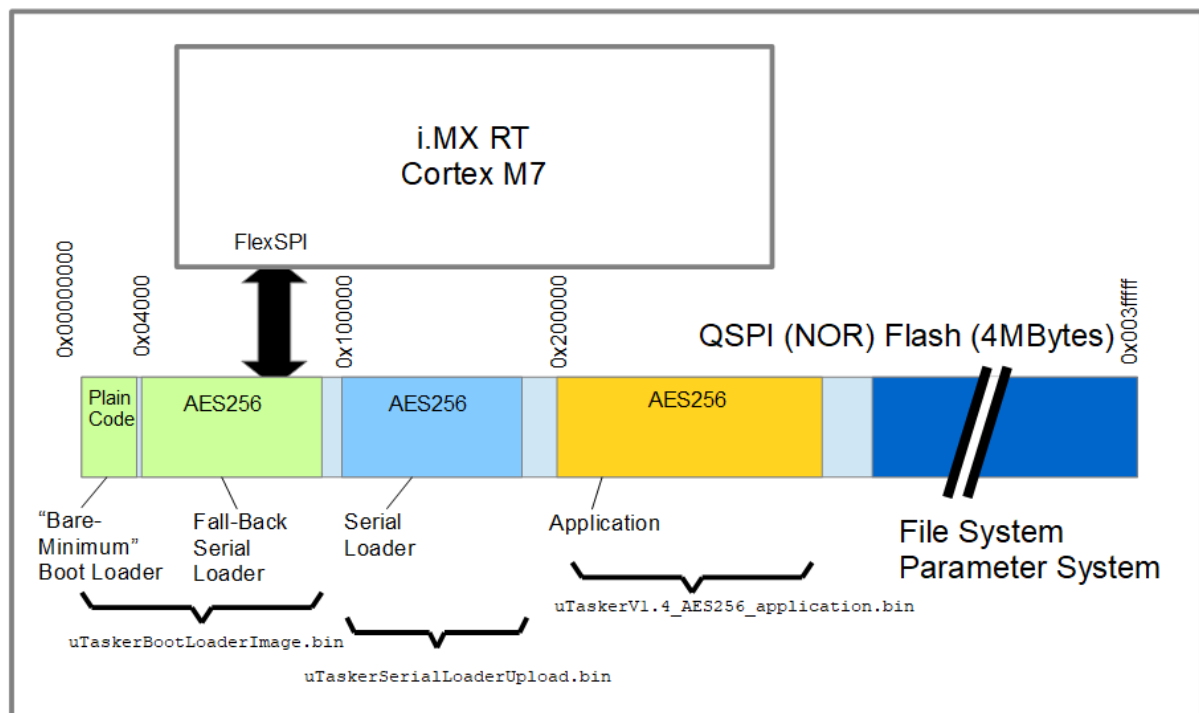 i.MX RT
Cortex M7
FlexSPI
0x00000000
0x04000
0x100000
0x200000
0x003fffff
QSPI (NOR) Flash (4MBytes)
Plain
Code
AES256
AES256
AES256
“Bare-
Minimum”
Boot Loader
Fall-Back
Serial
Loader
Serial
Loader
Application
File System
Parameter System
uTaskerBootLoaderImage.bin
uTaskerSerialLoaderUpload.bin
uTaskerV1.4_AES256_application.bin